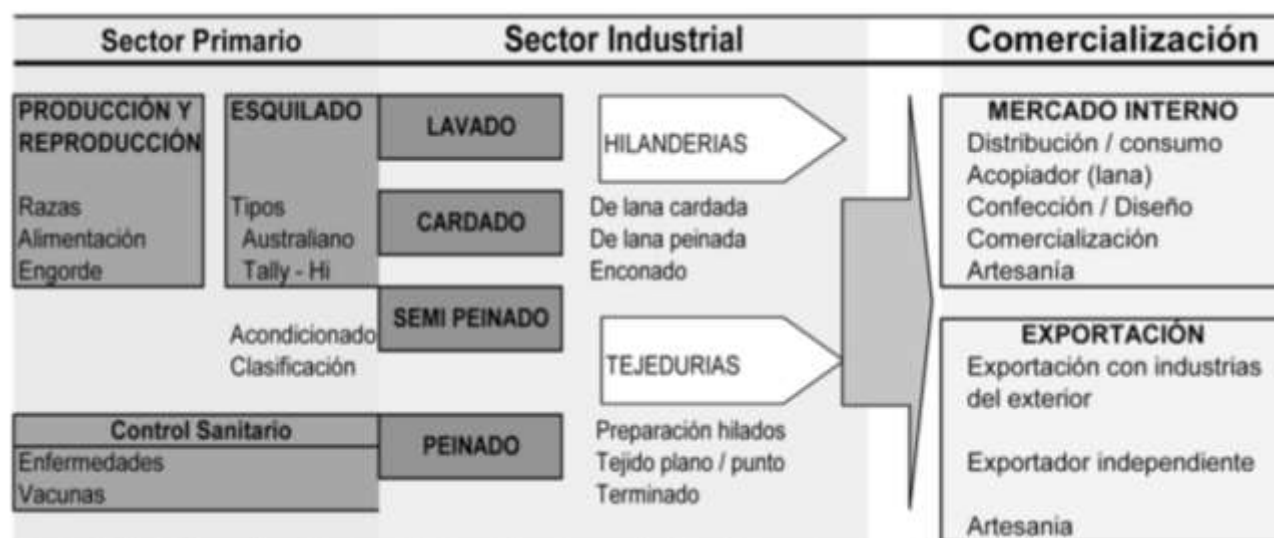 Sector Primario
Sector Industrial
Comercialización
PRODUCCIÓN Y
REPRODUCCIÓN
Razas
Alimentación
Engorde
ESQUILADO
Tipos
Australiano
Tally - Hi
Acondicionado
Clasificación
Control Sanitario
Enfermedades
Vacunas
LAVADO
CARDADO
SEMI PEINADO
PEINADO
HILANDERIAS
De lana cardada
De lana peinada
Enconado
TEJEDURIAS
Preparación hilados
Tejido plano / punto
Terminado
MERCADO INTERNO
Distribución / consumo
Acopiador (lana)
Confección / Diseño
Comercialización
Artesanía
EXPORTACIÓN
Exportación con industrias
del exterior
Exportador independiente
Artesania